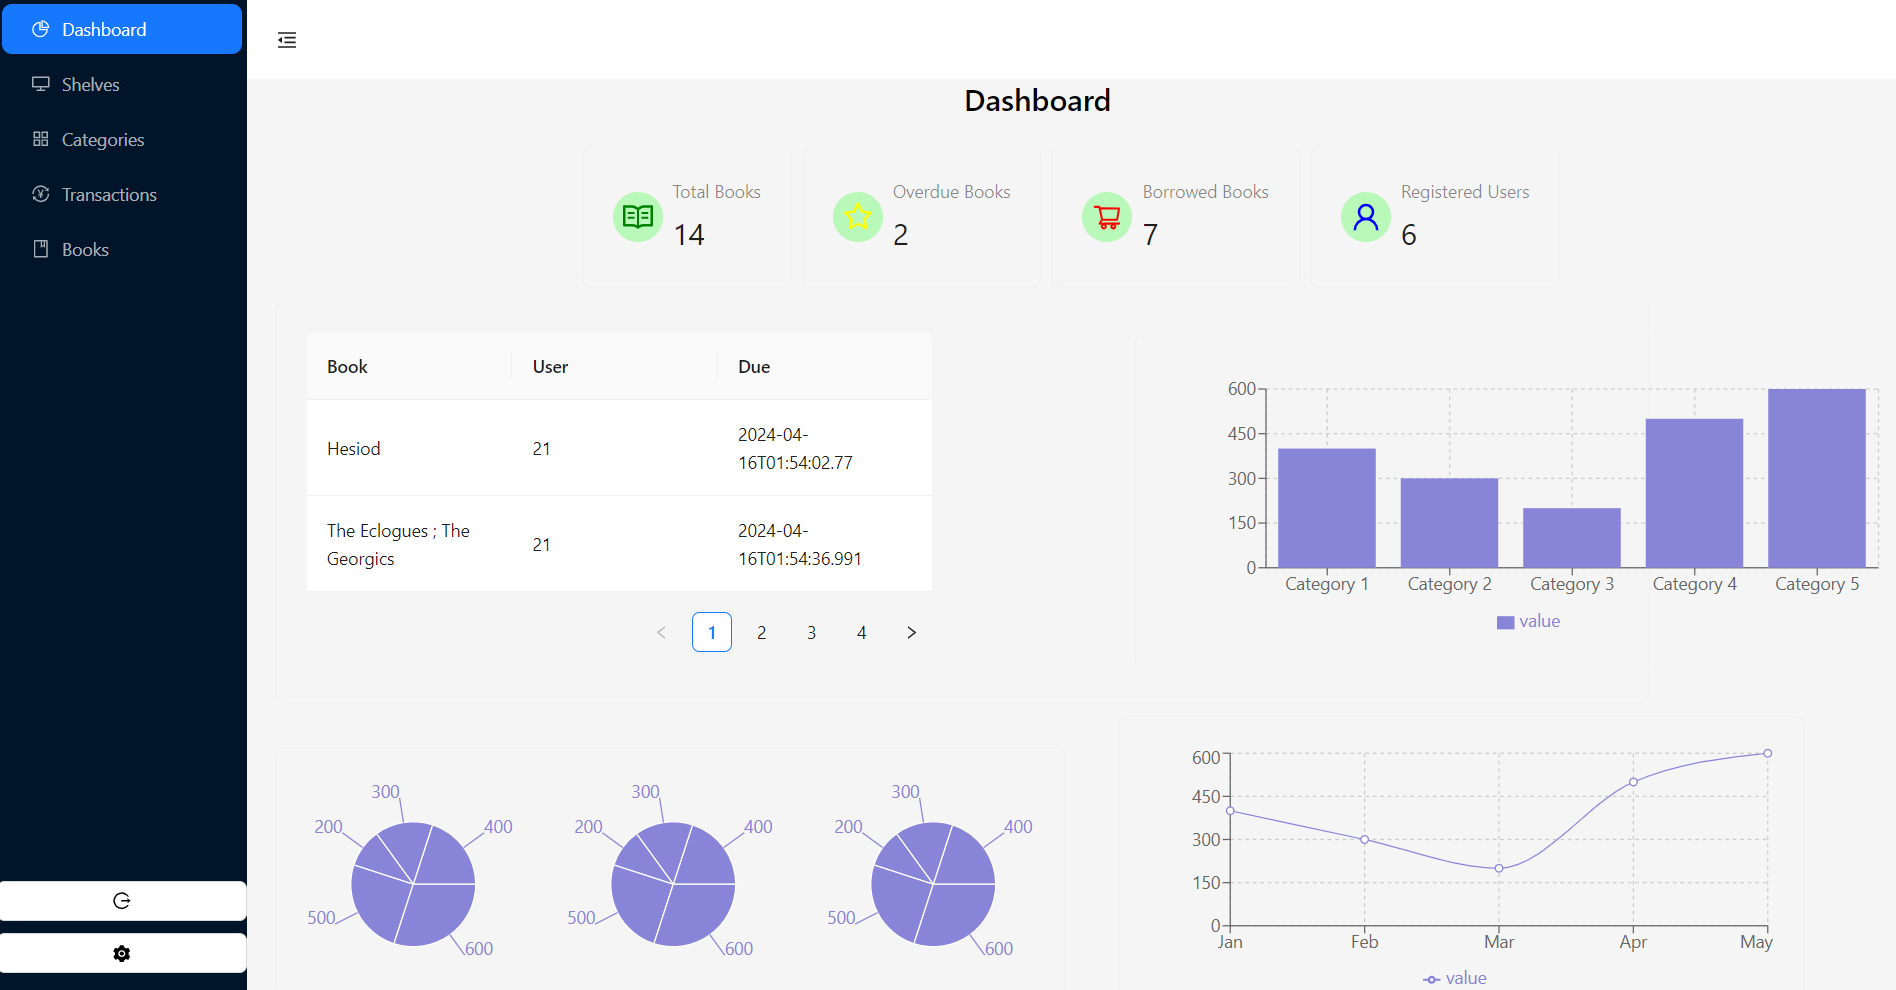 Dashboard
Shelves
Categories
Transactions
Books
Dashboard
Total Books
14
Overdue Books
2
Borrowed Books
7
Registered Users
6
Book User Due
Hesiod 21 2024-04-
16T01:54:02.77
The Eclogues ; The
Georgics
21
2024-04-
16T01:54:36.991
1 2 3 4
600
450
300
150
0
Category 1 Category 2 Category 3 Category 4 Category 5
value
300
200
400
500
600
300
200
400
500
600
300
200
400
500
600
600
450
300
150
0
Jan Feb Mar Apr May
value